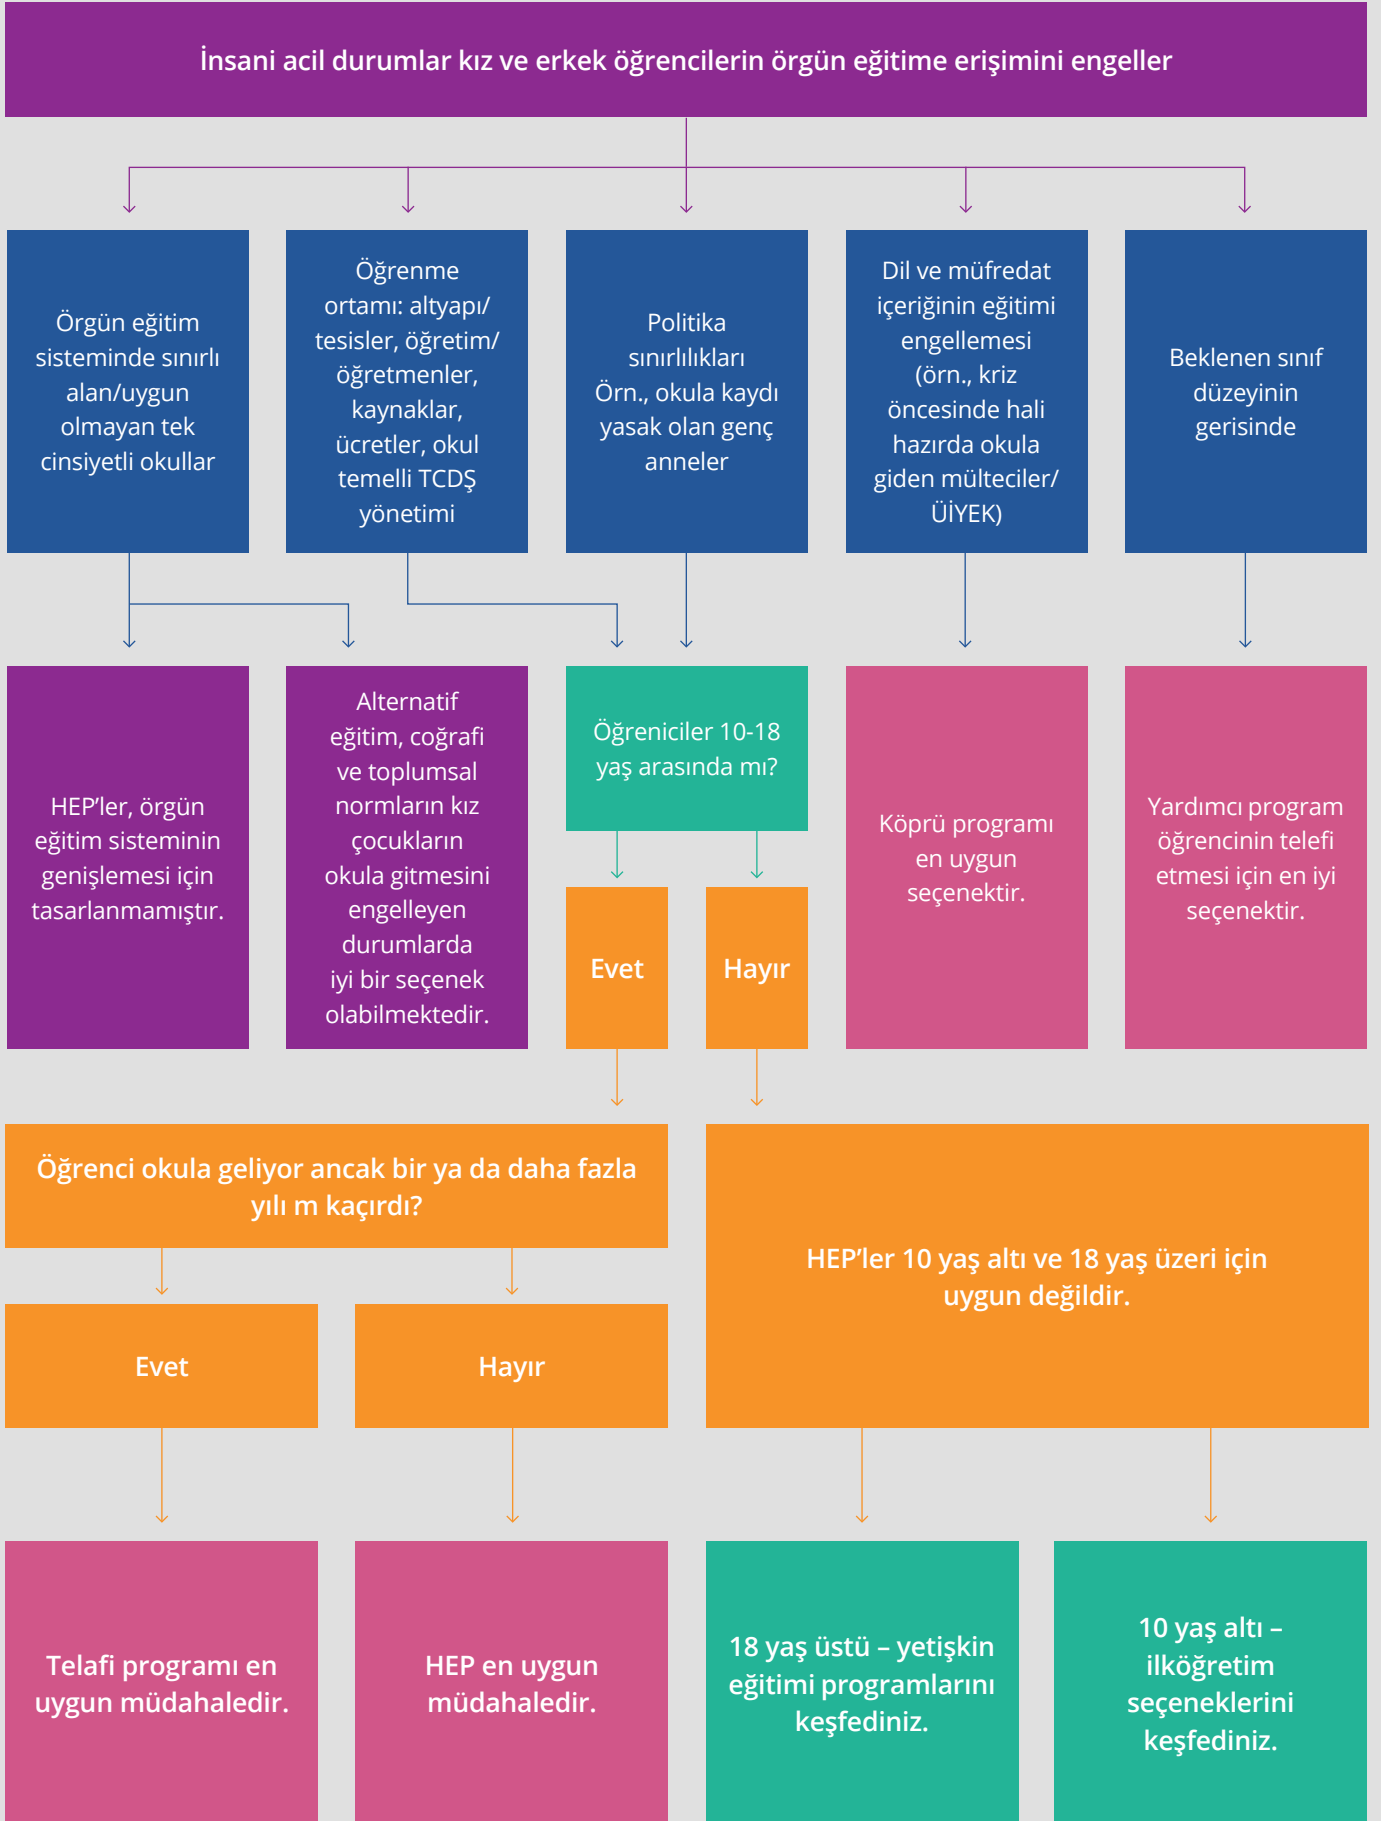 İnsani acil durumlar kız ve erkek öğrencilerin örgün eğitime erişimini engeller
Örgün eğitim
sisteminde sınırlı
alan/uygun
olmayan tek
cinsiyetli okullar
Öğrenme
ortamı: altyapı/
tesisler, öğretim/
öğretmenler,
kaynaklar,
ücretler, okul
temelli TCDŞ
yönetimi
Politika
sınırlılıkları
Örn., okula kaydı
yasak olan genç
anneler
Dil ve müfredat
içeriğinin eğitimi
engellemesi
(örn., kriz
öncesinde hali
hazırda okula
giden mülteciler/
ÜİYEK)
Beklenen sınıf
düzeyinin
gerisinde
HEP’ler, örgün
eğitim sisteminin
genişlemesi için
tasarlanmamıştır.
Alternatif
eğitim, coğrafi
ve toplumsal
normların kız
çocukların
okula gitmesini
engelleyen
durumlarda
iyi bir seçenek
olabilmektedir.
Öğreniciler 10-18
yaş arasında mı?
Evet
Hayır
Köprü programı
en uygun
seçenektir.
Yardımcı program
öğrencinin telefi
etmesi için en iyi
seçenektir.
Öğrenci okula geliyor ancak bir ya da daha fazla
yılı m kaçırdı?
Evet
Hayır
HEP’ler 10 yaş altı ve 18 yaş üzeri için
uygun değildir.
Telafi programı en
uygun müdahaledir.
HEP en uygun
müdahaledir.
18 yaş üstü – yetişkin
eğitimi programlarını
keşfediniz.
10 yaş altı –
ilköğretim
seçeneklerini
keşfediniz.